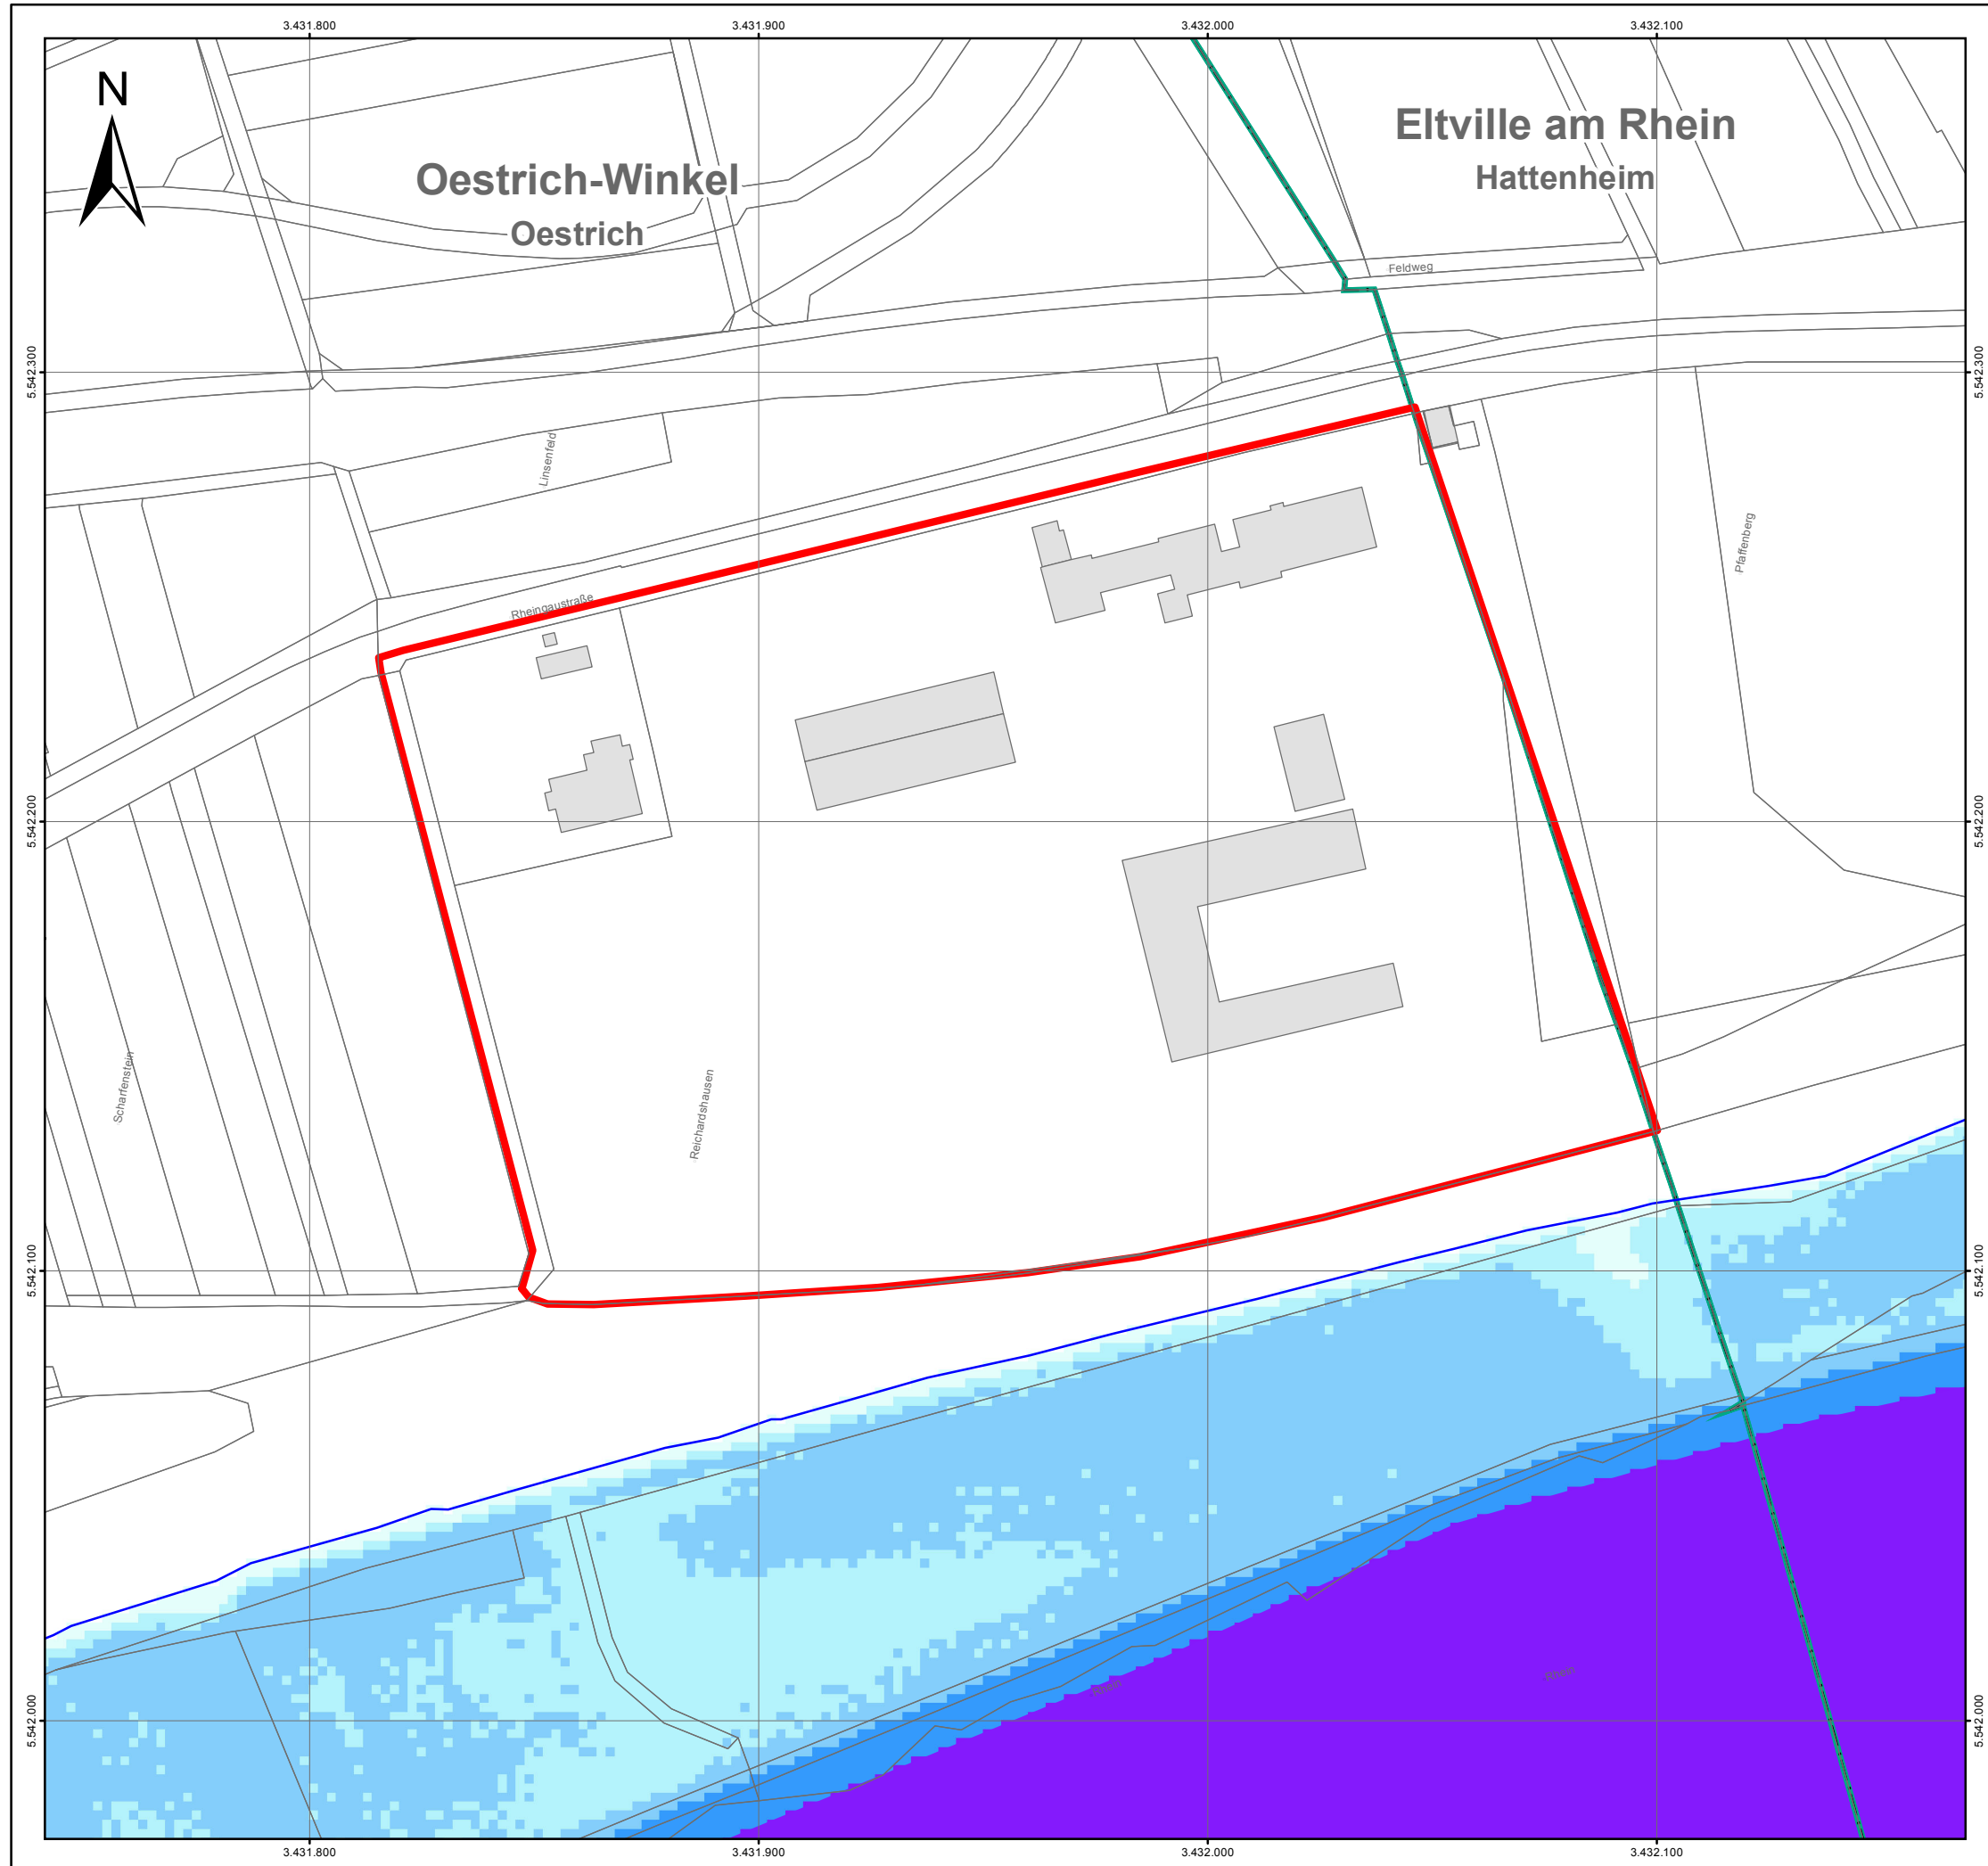 3.431.800
3.431.900
3.432.000
3.432.100
N
Eltville am Rhein
Hattenheim
Oestrich-Winkel
Oestrich
Feldweg
5.542.300
5.542.300
Linsenfeld
Pfaffenberg
Rheingaustraße
5.542.200
5.542.200
Scharfenstein
Reichardshausen
5.542.100
5.542.100
Rhein
Rhein
5.542.000
5.542.000
3.431.800
3.431.900
3.432.000
3.432.100